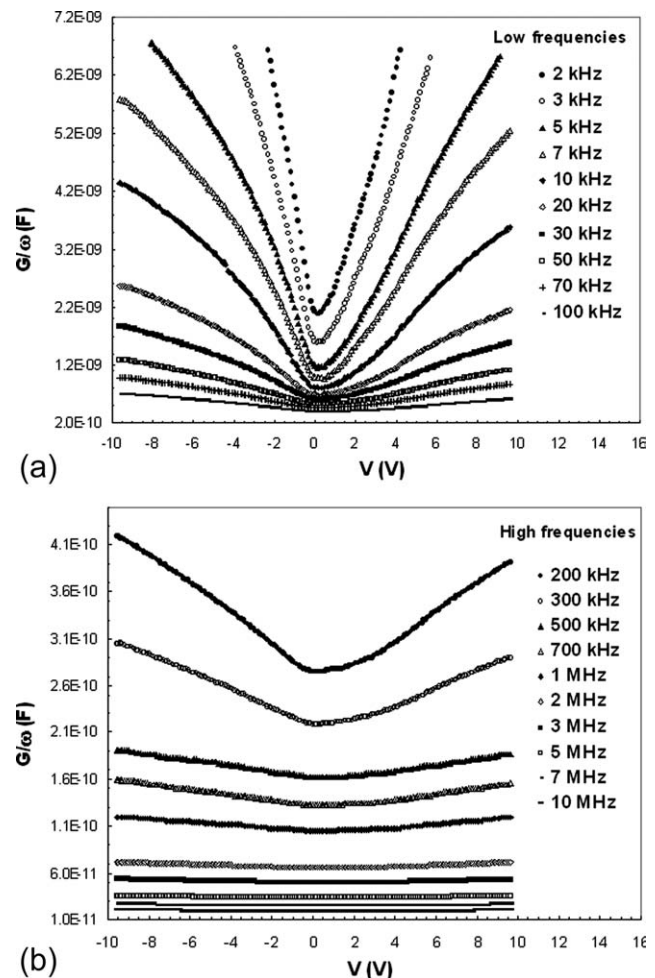 7.2E-09
6.2E-09
5.2E-09
4.2E-09
3.2E-09
2.2E-09
1.2E-09
2.0E-10
G/ω (F)
Low frequencies
2 kHz
3 kHz
5 kHz
7 kHz
10 kHz
20 kHz
30 kHz
50 kHz
70 kHz
100 kHz
-10 -8 -6 -4 -2 0 2 4 6 8 10 12 14 16
V (V)
(a)
4.1E-10
3.6E-10
3.1E-10
2.6E-10
2.1E-10
1.6E-10
1.1E-10
6.0E-11
1.0E-11
G/ω (F)
High frequencies
200 kHz
300 kHz
500 kHz
700 kHz
1 MHz
2 MHz
3 MHz
5 MHz
7 MHz
10 MHz
-10 -8 -6 -4 -2 0 2 4 6 8 10 12 14 16
V (V)
(b)